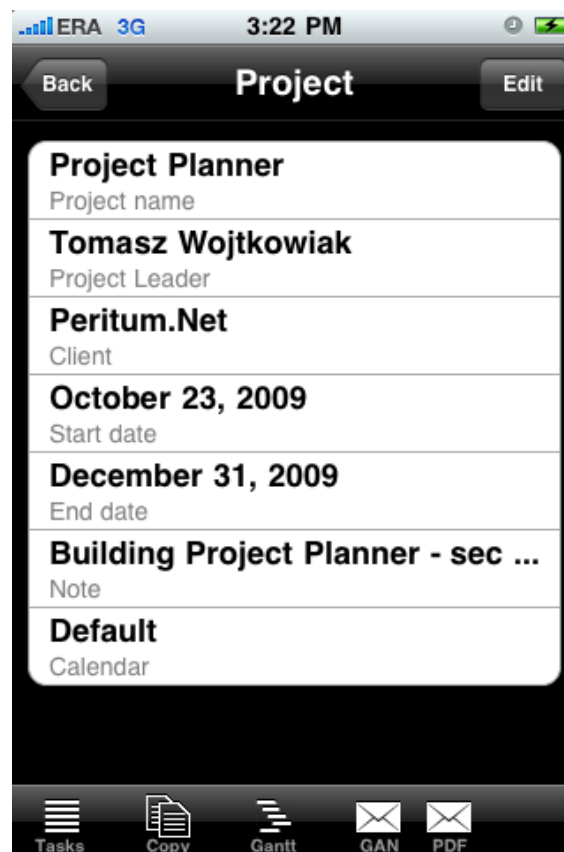 ERA 3G 3:22 PM
Back Project Edit
Project Planner
Project name
Tomasz Wojtkowiak
Project Leader
Peritum.Net
Client
October 23, 2009
Start date
December 31, 2009
End date
Building Project Planner - sec ...
Note
Default
Calendar
Tasks Copy Gantt GAN PDF